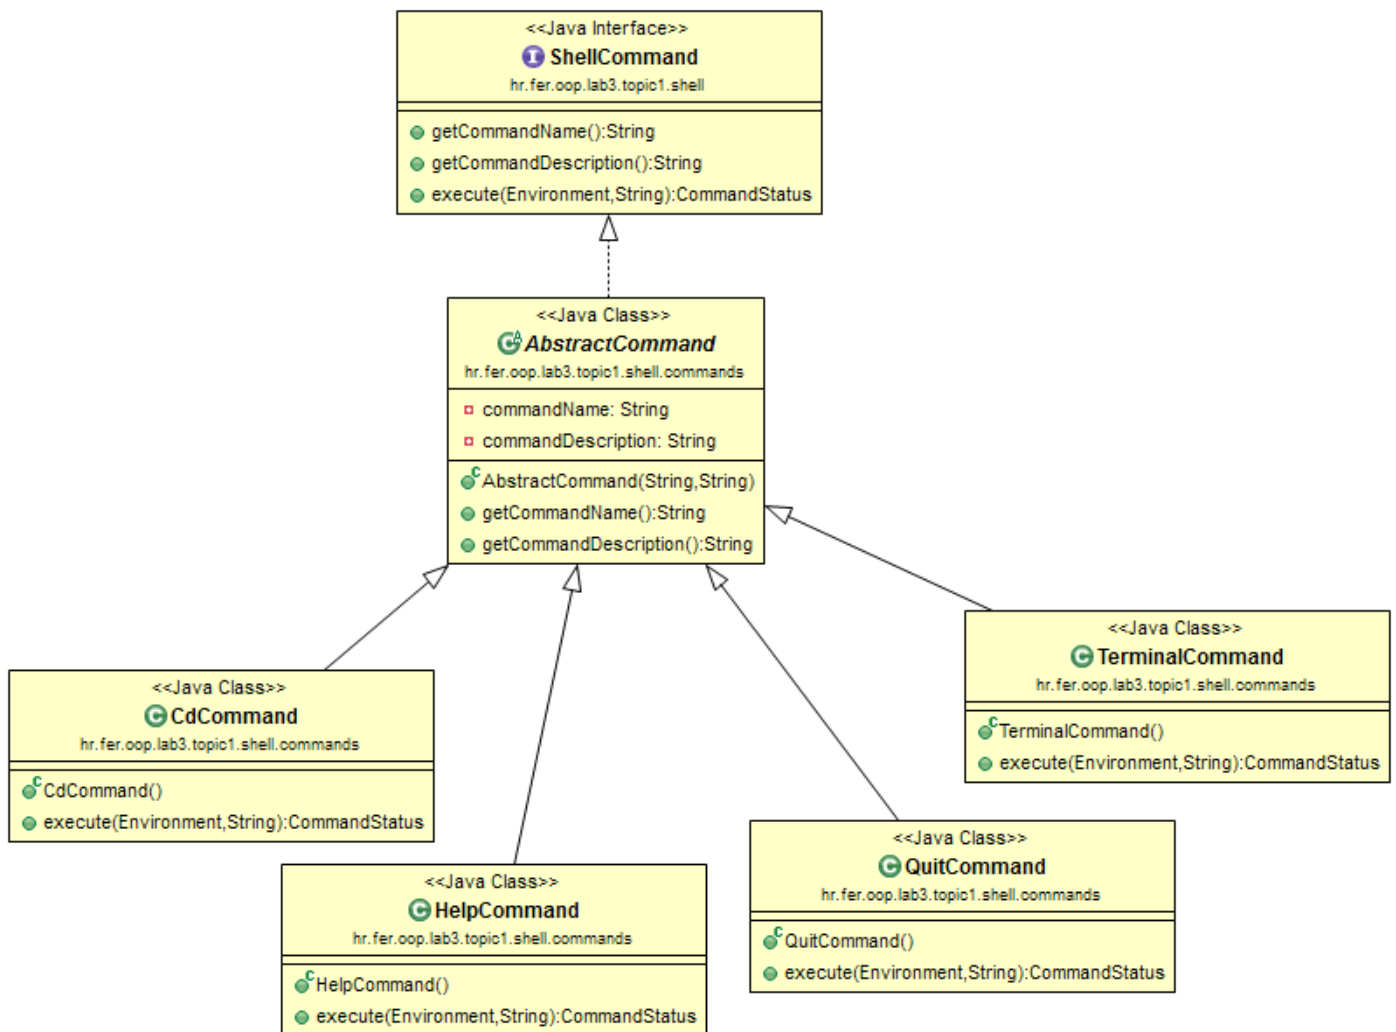 <<Java Interface>>
ShellCommand
hr.fer.oop.lab3.topic1.shell
getCommandName():String
getCommandDescription():String
execute(Environment,String):CommandStatus
<<Java Class>>
AbstractCommand
hr.fer.oop.lab3.topic1.shell.commands
commandName: String
commandDescription: String
AbstractCommand(String,String)
getCommandName():String
getCommandDescription():String
<<Java Class>>
CdCommand
hr.fer.oop.lab3.topic1.shell.commands
CdCommand()
execute(Environment,String):CommandStatus
<<Java Class>>
HelpCommand
hr.fer.oop.lab3.topic1.shell.commands
HelpCommand()
execute(Environment,String):CommandStatus
<<Java Class>>
QuitCommand
hr.fer.oop.lab3.topic1.shell.commands
QuitCommand()
execute(Environment,String):CommandStatus
<<Java Class>>
TerminalCommand
hr.fer.oop.lab3.topic1.shell.commands
TerminalCommand()
execute(Environment,String):CommandStatus